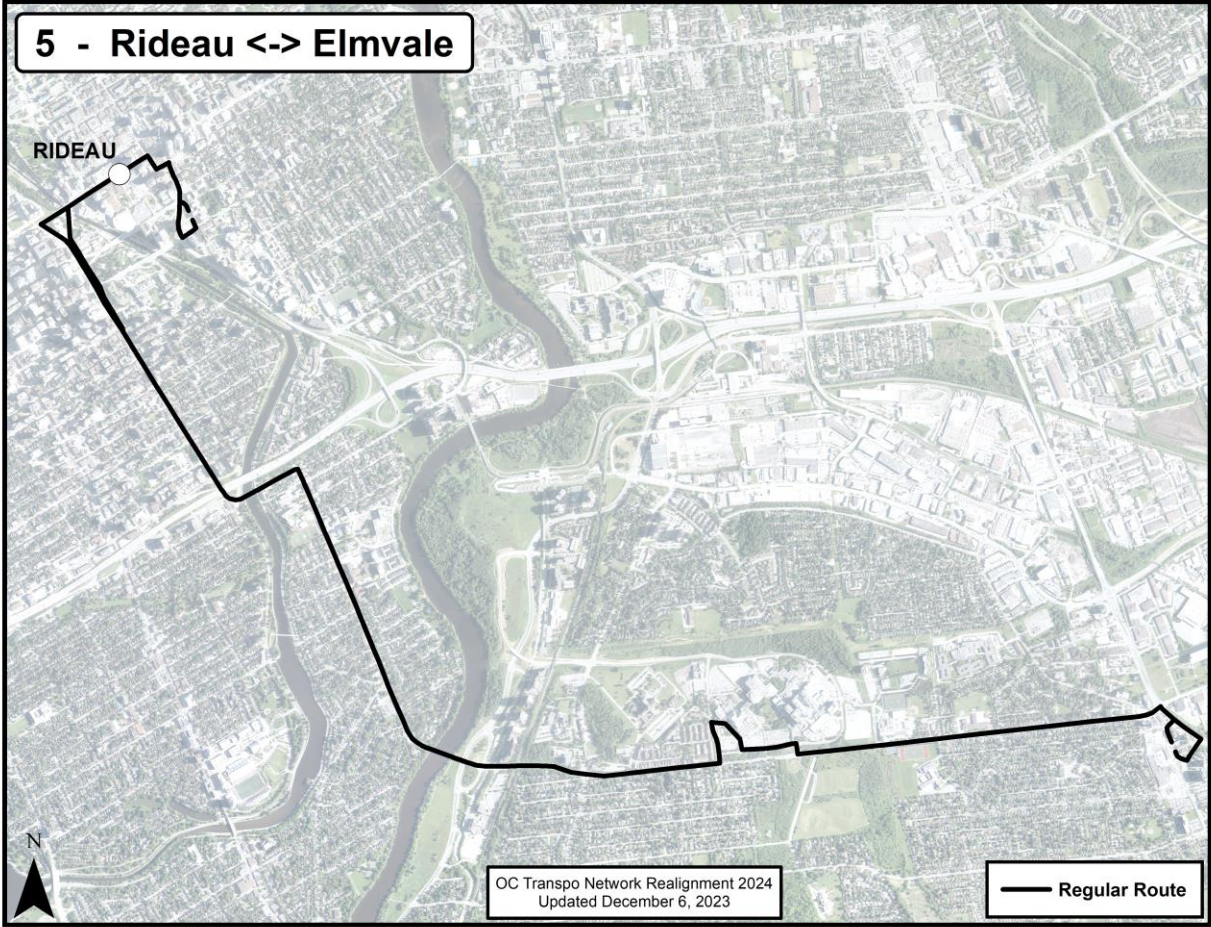 5 - Rideau <-> Elmvale
RIDEAU
N
OC Transpo Network Realignment 2024
Updated December 6, 2023
Regular Route